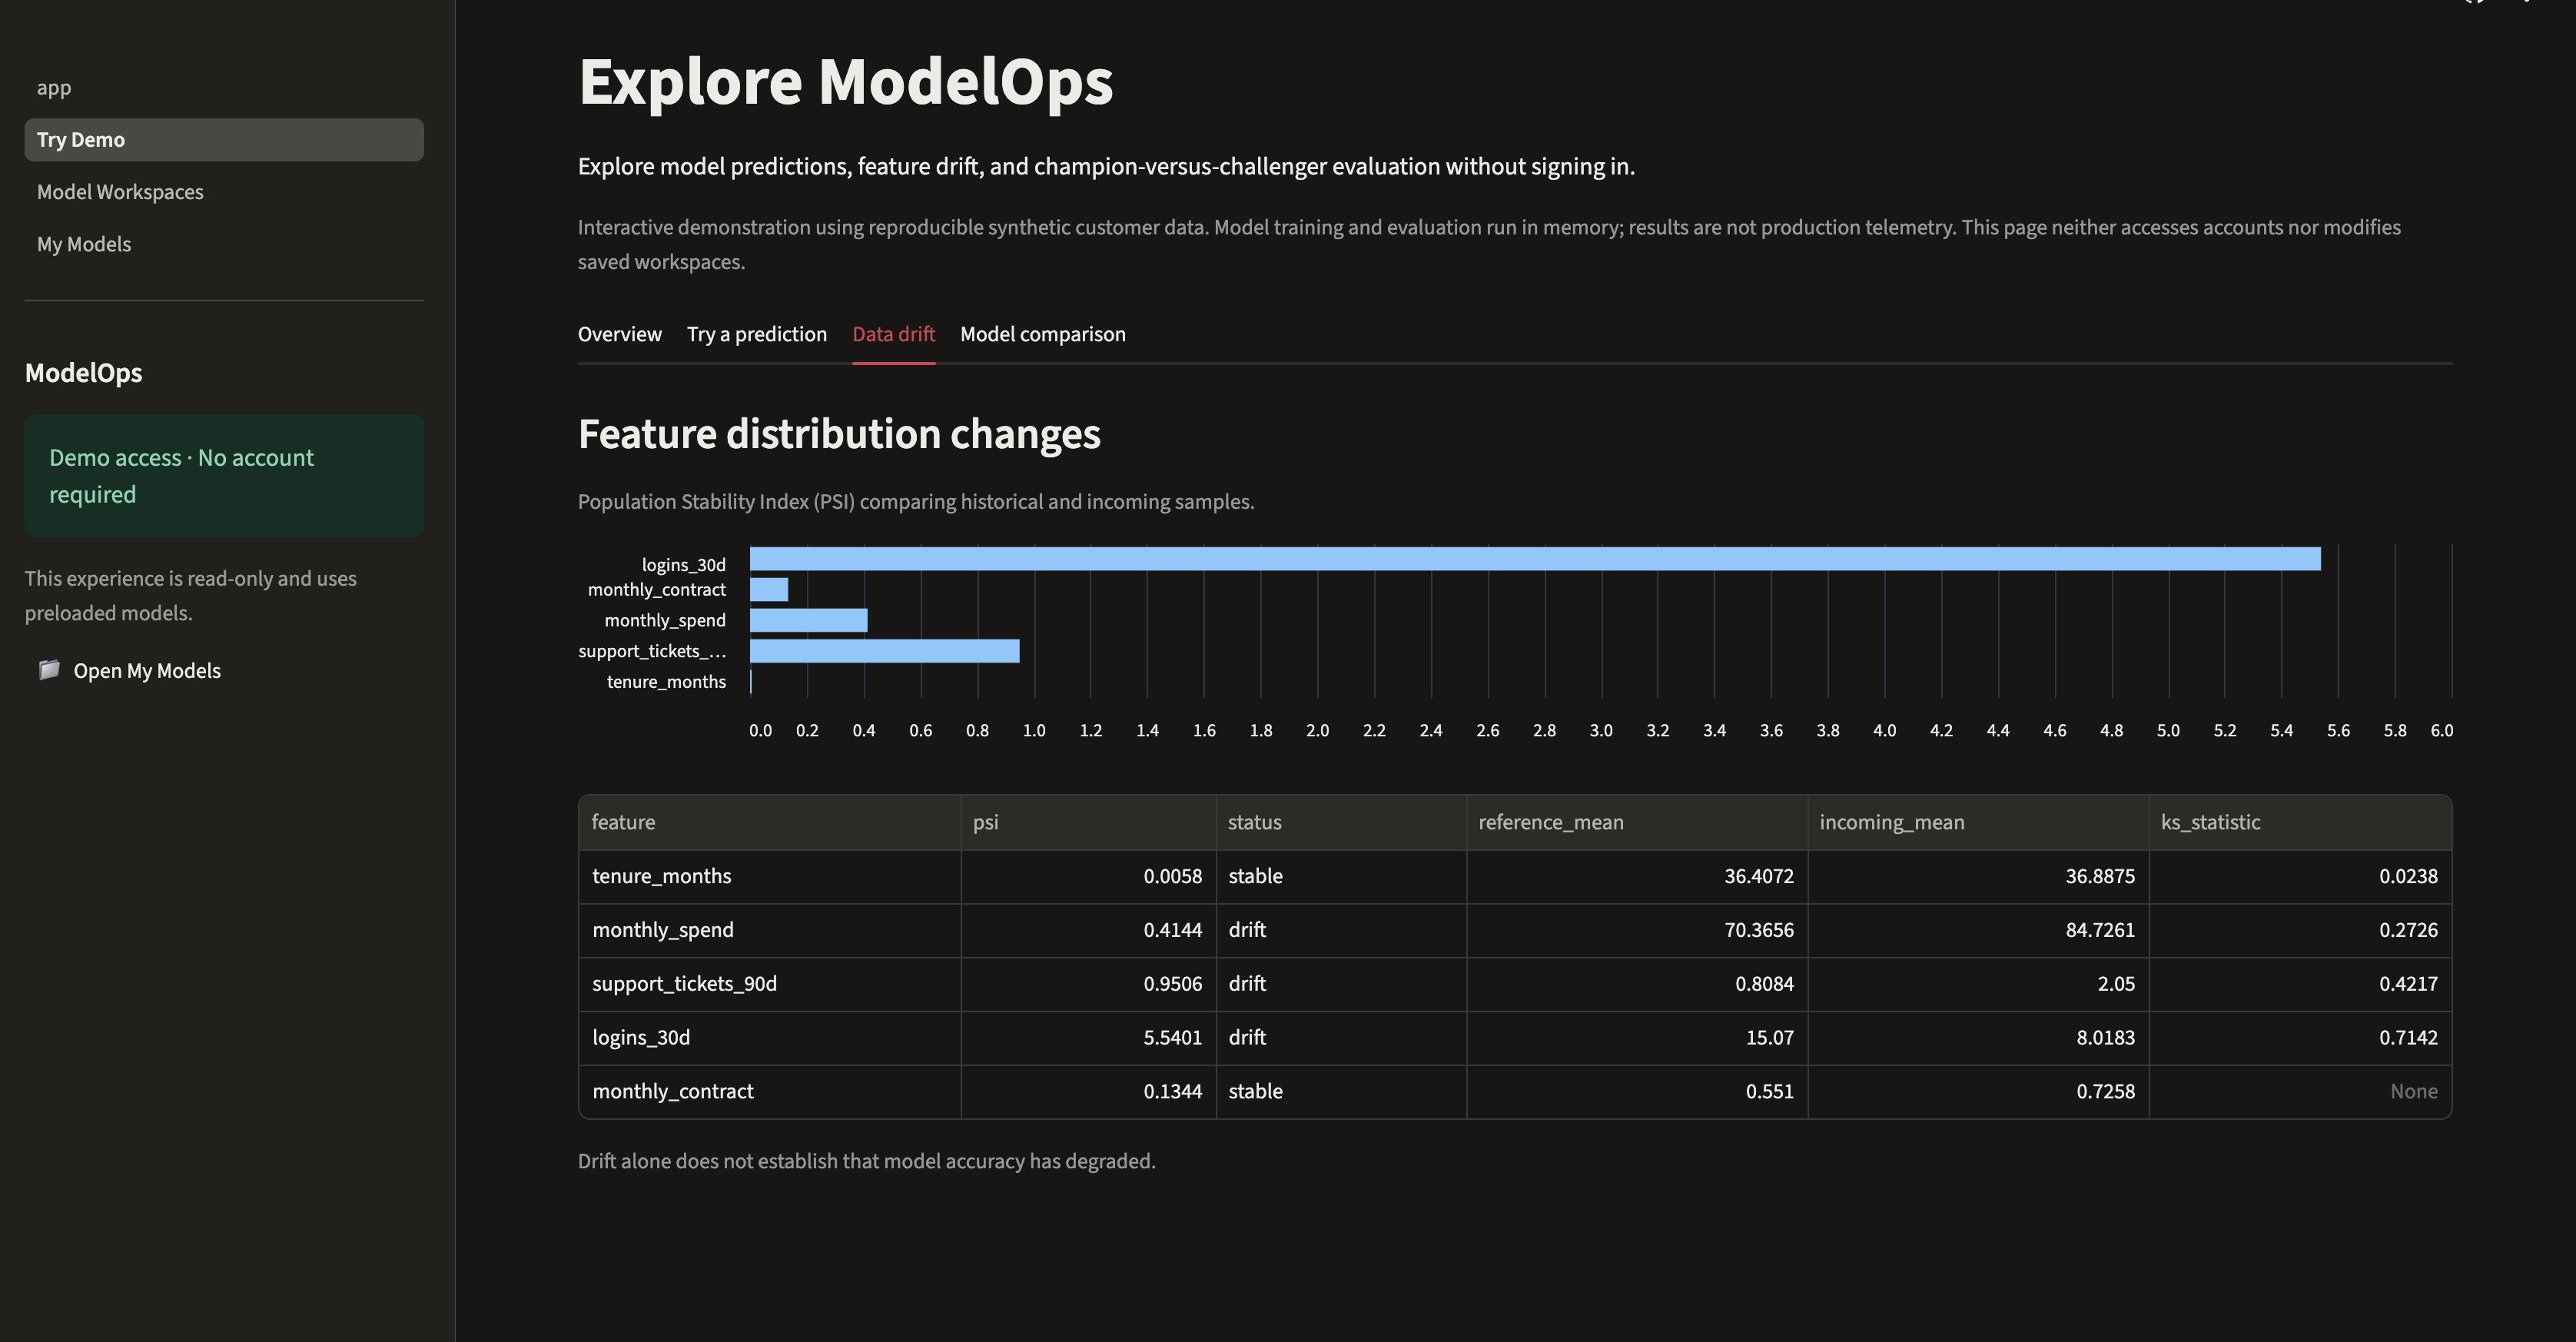 app
Try Demo
Model Workspaces
My Models
ModelOps
Demo access · No account
required
This experience is read-only and uses
preloaded models.
Open My Models
Explore ModelOps
Explore model predictions, feature drift, and champion-versus-challenger evaluation without signing in.
Interactive demonstration using reproducible synthetic customer data. Model training and evaluation run in memory; results are not production telemetry. This page neither accesses accounts nor modifies
saved workspaces.
Overview Try a prediction Data drift Model comparison
Feature distribution changes
Population Stability Index (PSI) comparing historical and incoming samples.
logins_30d
monthly_contract
monthly_spend
support_tickets_…
tenure_months
0.0 0.2 0.4 0.6 0.8 1.0 1.2 1.4 1.6 1.8 2.0 2.2 2.4 2.6 2.8 3.0 3.2 3.4 3.6 3.8 4.0 4.2 4.4 4.6 4.8 5.0 5.2 5.4 5.6 5.8 6.0
feature psi status reference_mean incoming_mean ks_statistic
tenure_months 0.0058 stable 36.4072 36.8875 0.0238
monthly_spend 0.4144 drift 70.3656 84.7261 0.2726
support_tickets_90d 0.9506 drift 0.8084 2.05 0.4217
logins_30d 5.5401 drift 15.07 8.0183 0.7142
monthly_contract 0.1344 stable 0.551 0.7258 None
Drift alone does not establish that model accuracy has degraded.